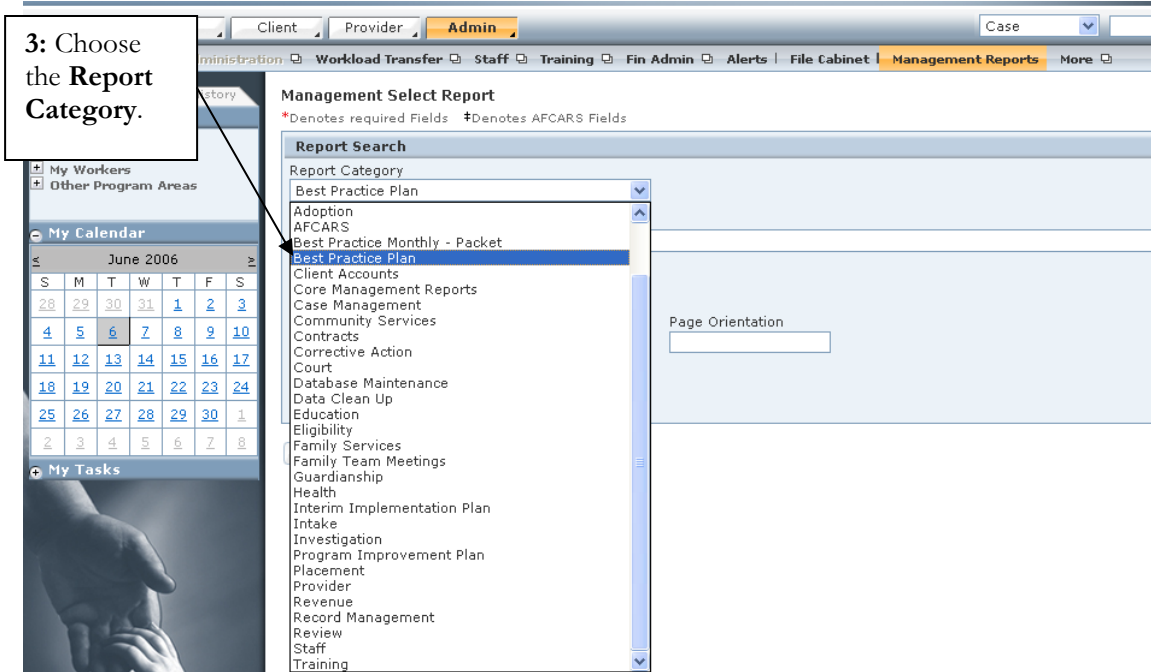 3: Choose
the Report
Category.
Client Provider Admin Case
ministration Workload Transfer Staff Training Fin Admin Alerts | File Cabinet | Management Reports More
story
My Workers
Other Program Areas
My Calendar
< June 2006 >
S M T W T F S
28 29 30 31 1 2 3
4 5 6 7 8 9 10
11 12 13 14 15 16 17
18 19 20 21 22 23 24
25 26 27 28 29 30 1
2 3 4 5 6 7 8
My Tasks
Management Select Report
*Denotes required Fields ‡Denotes AFCARS Fields
Report Search
Report Category
Best Practice Plan
Adoption
AFCARS
Best Practice Monthly - Packet
Best Practice Plan
Client Accounts
Core Management Reports
Case Management
Community Services
Contracts
Corrective Action
Court
Database Maintenance
Data Clean Up
Education
Eligibility
Family Services
Family Team Meetings
Guardianship
Health
Interim Implementation Plan
Intake
Investigation
Program Improvement Plan
Placement
Provider
Revenue
Record Management
Review
Staff
Training
Page Orientation